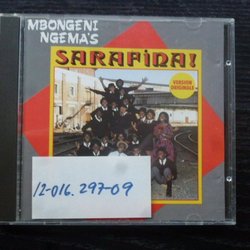 MBONGENI
NGEMA'S
SARAFINA!
VERSION
ORIGINALE
12-016.297-09